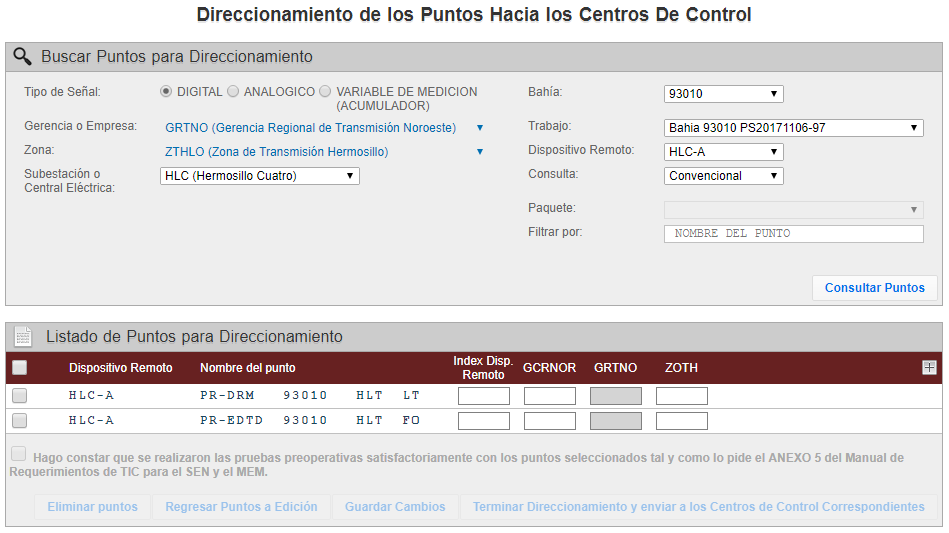 Direccionamiento de los Puntos Hacia los Centros De Control
Buscar Puntos para Direccionamiento
Tipo de Señal: DIGITAL ANALOGICO VARIABLE DE MEDICION (ACUMULADOR)
Bahía: 93010
Gerencia o Empresa: GRTNO (Gerencia Regional de Transmisión Noroeste)
Trabajo: Bahia 93010 PS20171106-97
Zona: ZTHLO (Zona de Transmisión Hermosillo)
Dispositivo Remoto: HLC-A
Subestación o Central Eléctrica: HLC (Hermosillo Cuatro)
Consulta: Convencional
Paquete:
Filtrar por: NOMBRE DEL PUNTO
Consultar Puntos
Listado de Puntos para Direccionamiento
Dispositivo Remoto Nombre del punto Index Disp. Remoto GCRNOR GRTNO ZOTH
HLC-A PR-DRM 93010 HLT LT
HLC-A PR-EDTD 93010 HLT FO
Hago constar que se realizaron las pruebas preoperativas satisfactoriamente con los puntos seleccionados tal y como lo pide el ANEXO 5 del Manual de
Requerimientos de TIC para el SEN y el MEM.
Eliminar puntos Regresar Puntos a Edición Guardar Cambios Terminar Direccionamiento y enviar a los Centros de Control Correspondientes